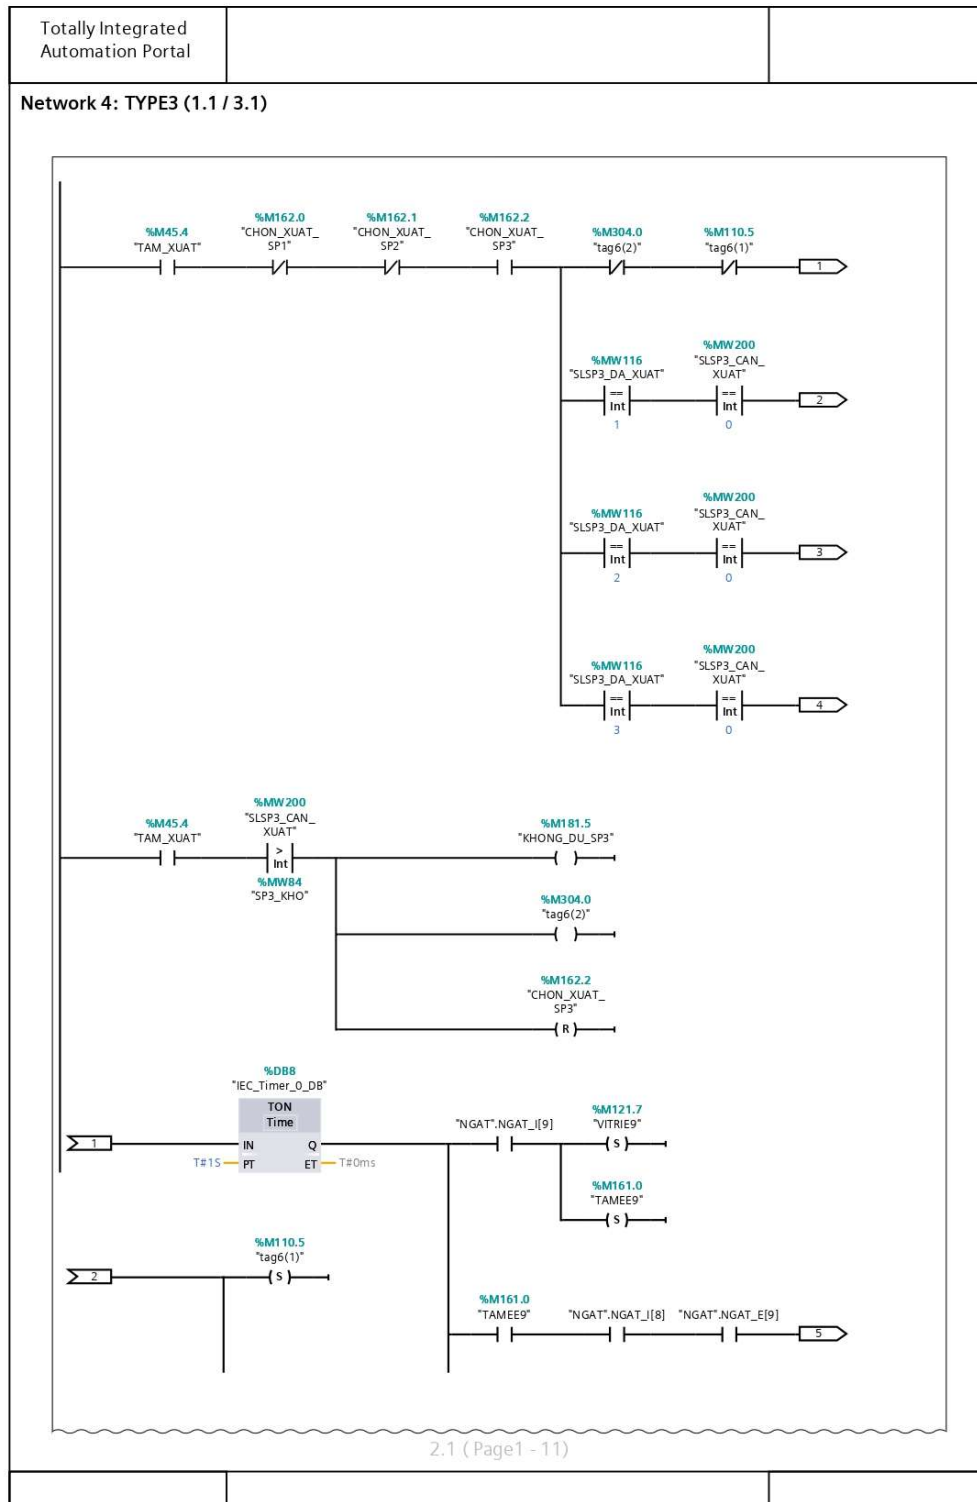 Totally Integrated
Automation Portal
Network 4: TYPE3 (1.1 / 3.1)
%M45.4
"TAM_XUAT"
%M162.0
"CHON_XUAT_
SP1"
%M162.1
"CHON_XUAT_
SP2"
%M162.2
"CHON_XUAT_
SP3"
%M304.0
"tag6(2)"
%M110.5
"tag6(1)"
1
%MW116
"SLSP3_DA_XUAT"
==
Int
1
%MW200
"SLSP3_CAN_
XUAT"
==
Int
0
2
%MW116
"SLSP3_DA_XUAT"
==
Int
2
%MW200
"SLSP3_CAN_
XUAT"
==
Int
0
3
%MW116
"SLSP3_DA_XUAT"
==
Int
3
%MW200
"SLSP3_CAN_
XUAT"
==
Int
0
4
%M45.4
"TAM_XUAT"
%MW200
"SLSP3_CAN_
XUAT"
>
Int
%MW84
"SP3_KHO"
%M181.5
"KHONG_DU_SP3"
%M304.0
"tag6(2)"
%M162.2
"CHON_XUAT_
SP3"
R
1
%DB8
"IEC_Timer_0_DB"
TON
Time
IN Q
T#1S PT ET T#0ms
"NGAT".NGAT_I[9]
%M121.7
"VITRIE9"
S
%M161.0
"TAMEE9"
S
2
%M110.5
"tag6(1)"
S
%M161.0
"TAMEE9"
"NGAT".NGAT_I[8]
"NGAT".NGAT_E[9]
5
2.1 ( Page1 - 11)